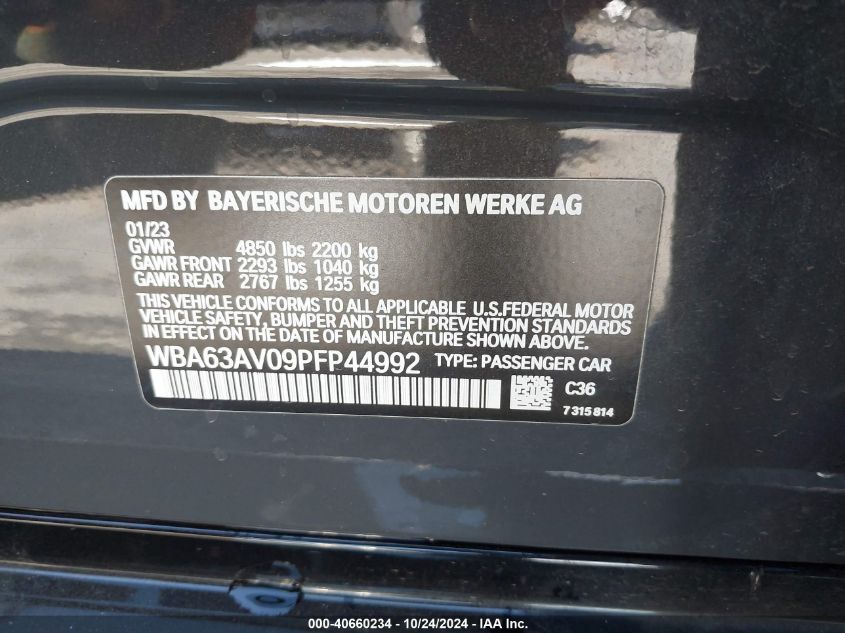 MFD BY BAYERISCHE MOTOREN WERKE AG
01/23
GVWR 4850 lbs 2200 kg
GAWR FRONT 2293 lbs 1040 kg
GAWR REAR 2767 lbs 1255 kg
THIS VEHICLE CONFORMS TO ALL APPLICABLE U.S.FEDERAL MOTOR
VEHICLE SAFETY, BUMPER AND THEFT PREVENTION STANDARDS
IN EFFECT ON THE DATE OF MANUFACTURE SHOWN ABOVE.
WBA63AV09PFP44992 TYPE: PASSENGER CAR
C36
7 315 814
000-40660234 - 10/24/2024 - IAA Inc.